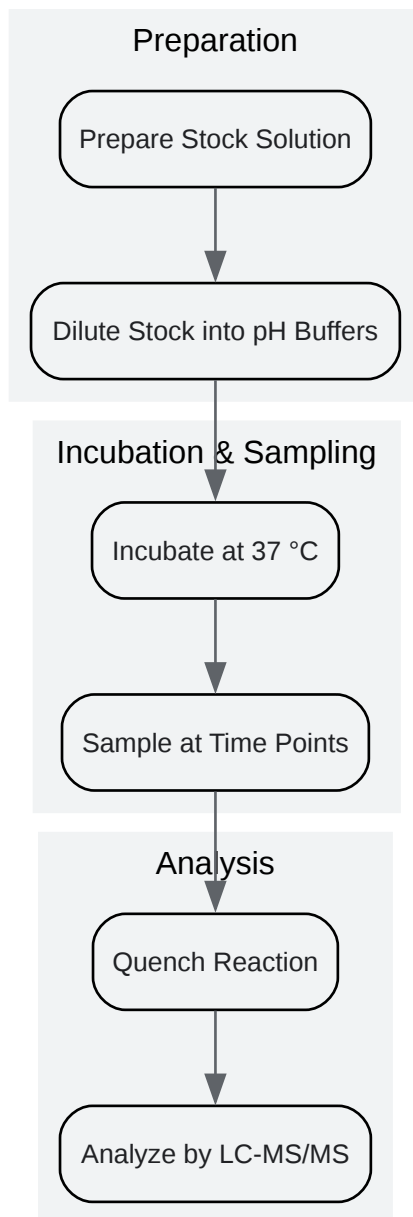 Preparation
Prepare Stock Solution
Dilute Stock into pH Buffers
Incubation & Sampling
Incubate at 37 °C
Sample at Time Points
Analysis
Quench Reaction
Analyze by LC-MS/MS